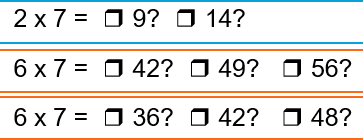 2 x 7 = ❒ 9? ❒ 14?
6 x 7 = ❒ 42? ❒ 49? ❒ 56?
6 x 7 = ❒ 36? ❒ 42? ❒ 48?